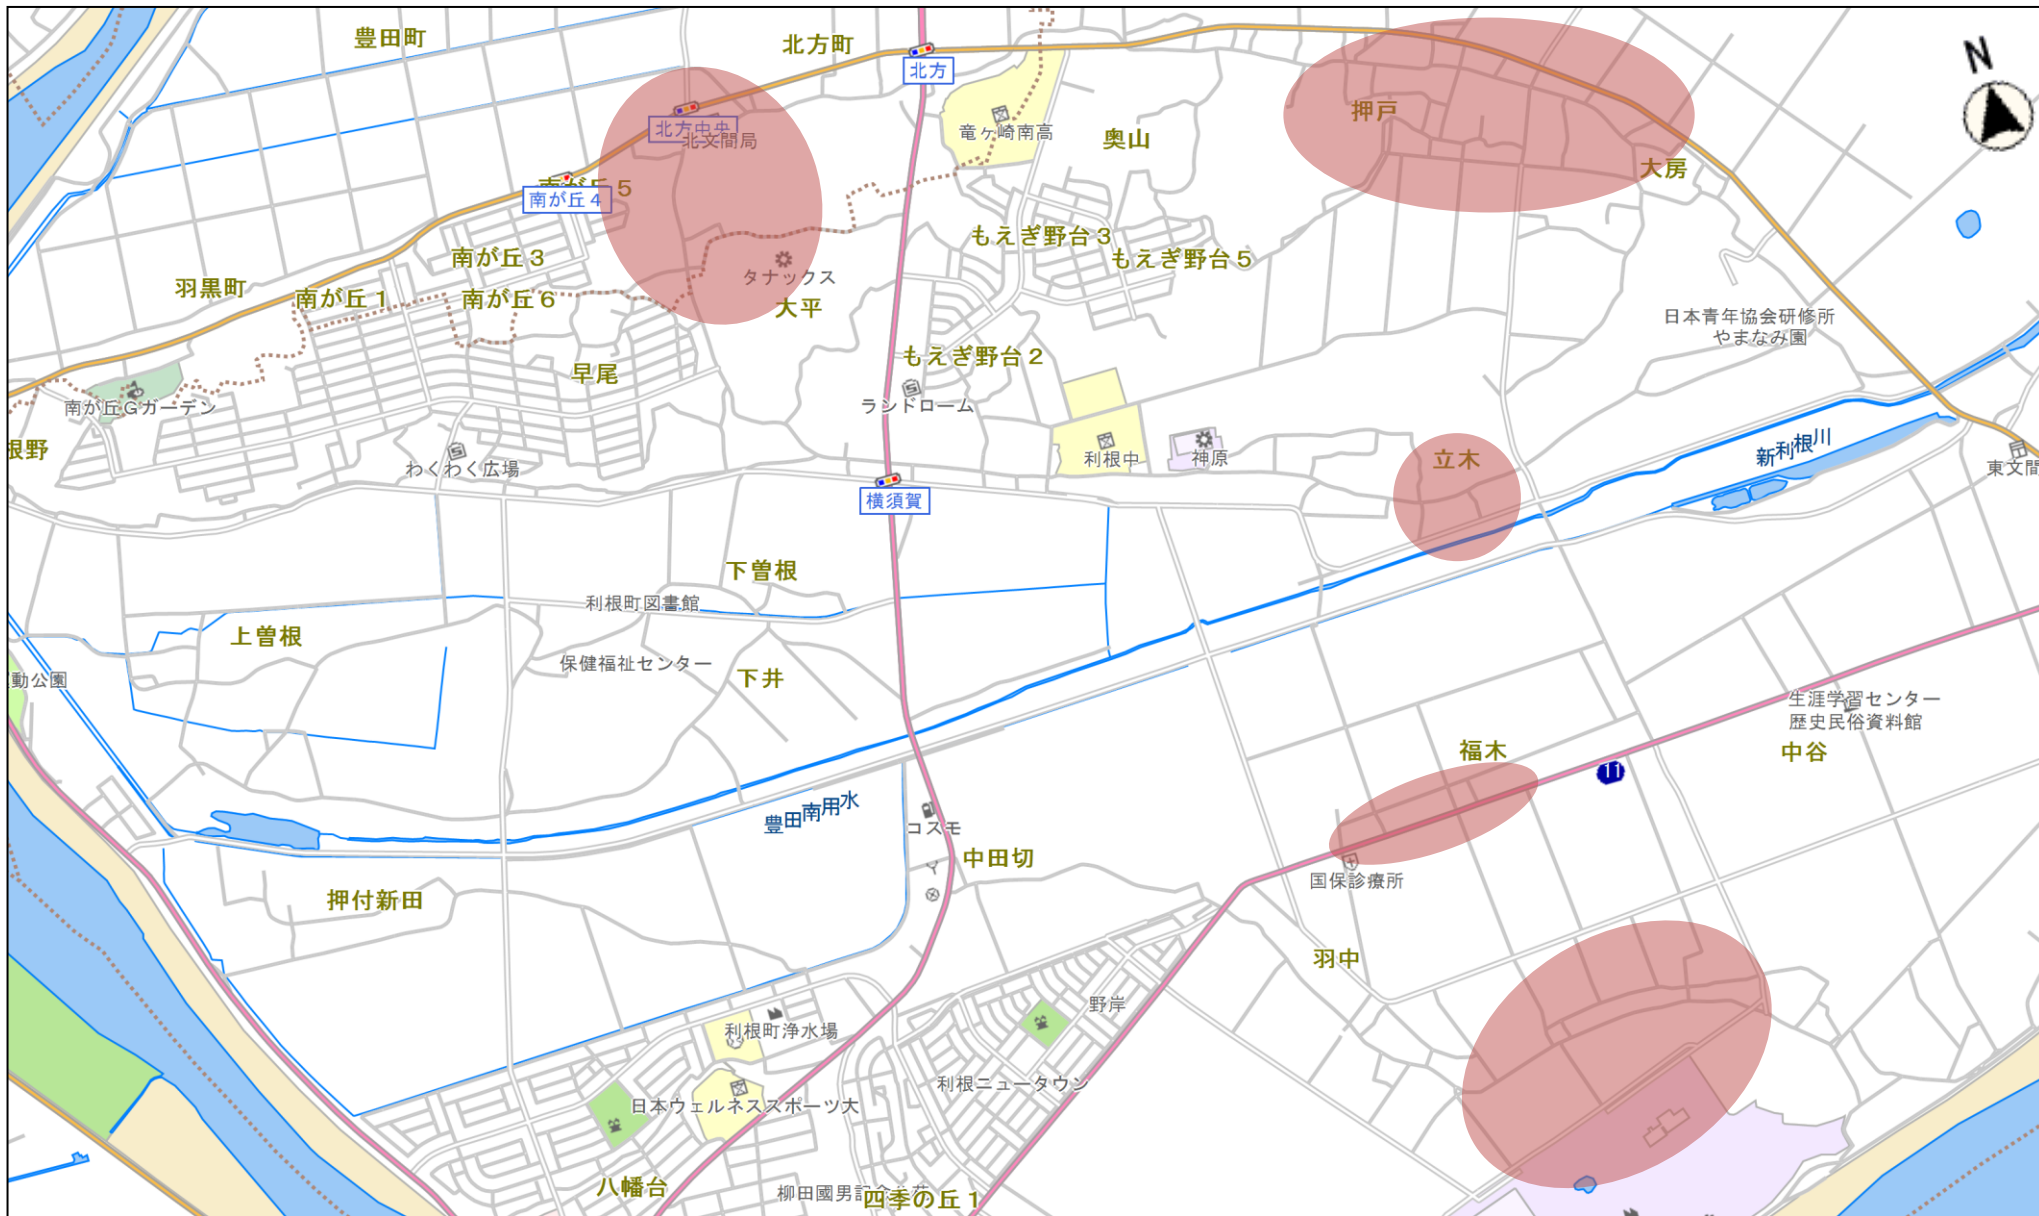 豊田町
北方町
北方
N
北方中央
北文間局
竜ヶ崎南高
奥山
押戸
大房
南が丘5
南が丘4
南が丘3
もえぎ野台3
もえぎ野台5
タナックス
大平
羽黒町
南が丘1
南が丘6
日本青年協会研修所
やまなみ園
早尾
もえぎ野台2
南が丘Gガーデン
ランドローム
根野
わくわく広場
利根中
神原
立木
新利根川
東文間
横須賀
下曽根
利根町図書館
上曽根
保健福祉センター
下井
動公園
生涯学習センター
歴史民俗資料館
福木
中谷
11
豊田南用水
コスモ
中田切
国保診療所
押付新田
羽中
野岸
利根町浄水場
利根ニュータウン
日本ウェルネススポーツ大
八幡台
柳田國男記念公苑
四季の丘1